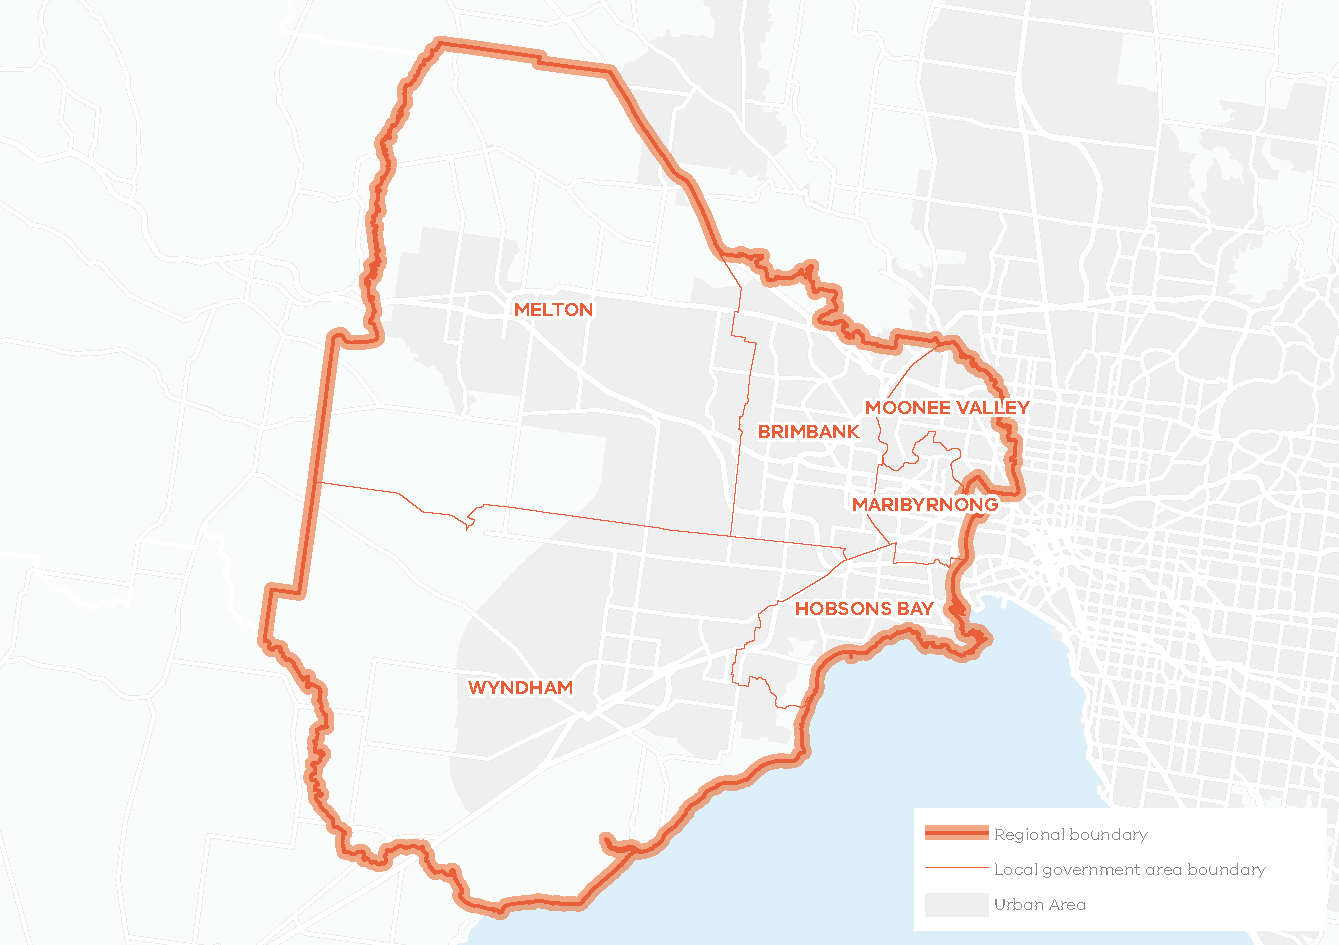 MELTON
MOONEE VALLEY
BRIMBANK
MARIBYRNONG
HOBSONS BAY
WYNDHAM
Regional boundary
Local government area boundary
Urban Area